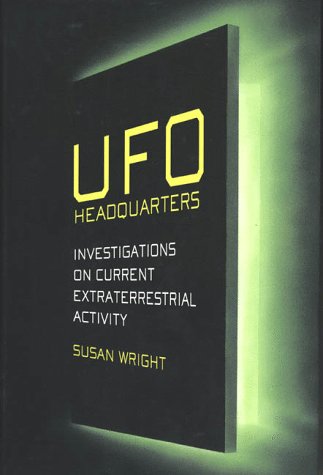 UFO
HEADQUARTERS
INVESTIGATIONS
ON CURRENT
EXTRATERRESTRIAL
ACTIVITY
SUSAN WRIGHT